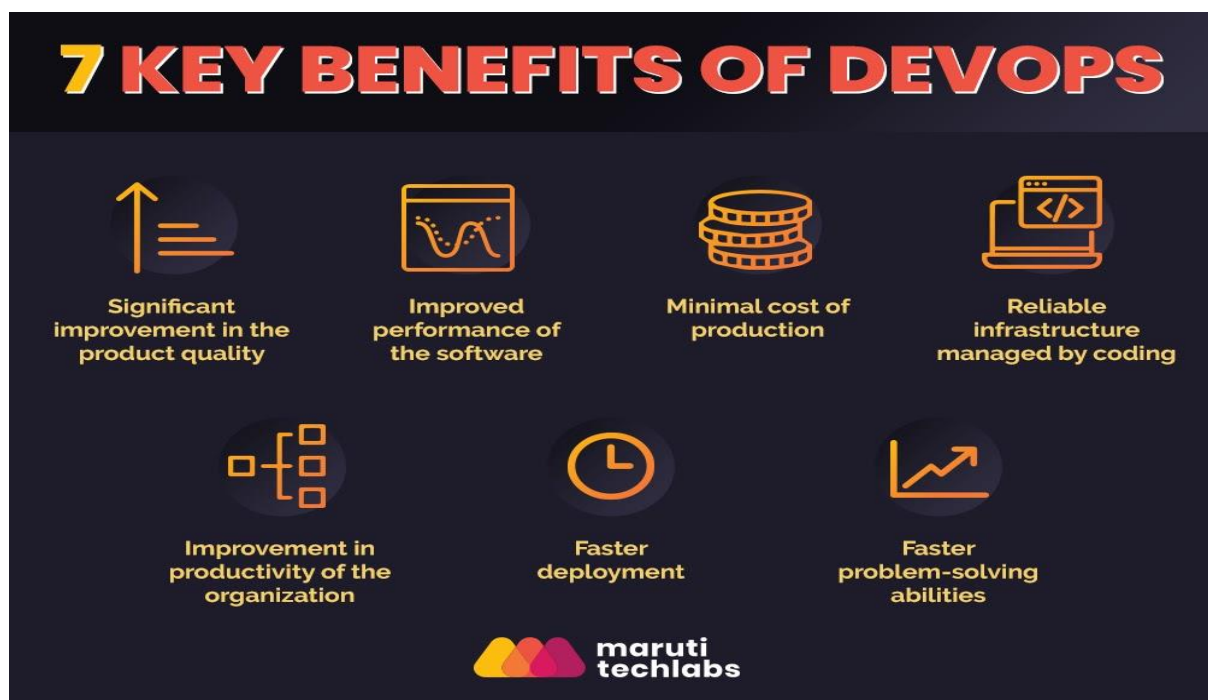 7 KEY BENEFITS OF DEVOPS
Significant
improvement in the
product quality
Improved
performance of
the software
Minimal cost of
production
Reliable
infrastructure
managed by coding
</>
Improvement in
productivity of the
organization
Faster
deployment
Faster
problem-solving
abilities
maruti
techlabs